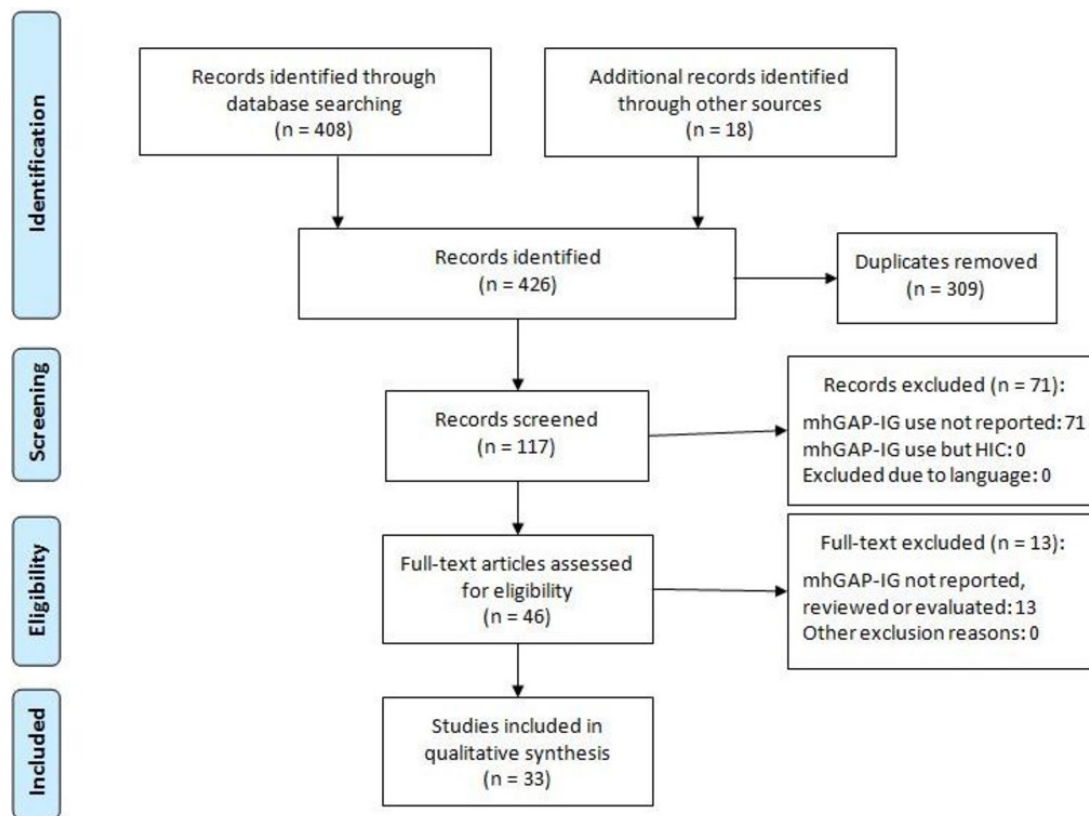 Identification
Records identified through
database searching
(n = 408)
Additional records identified
through other sources
(n = 18)
Records identified
(n = 426)
Duplicates removed
(n = 309)
Screening
Records screened
(n = 117)
Records excluded (n = 71):
mhGAP-IG use not reported: 71
mhGAP-IG use but HIC: 0
Excluded due to language: 0
Eligibility
Full-text articles assessed
for eligibility
(n = 46)
Full-text excluded (n = 13):
mhGAP-IG not reported,
reviewed or evaluated: 13
Other exclusion reasons: 0
Included
Studies included in
qualitative synthesis
(n = 33)